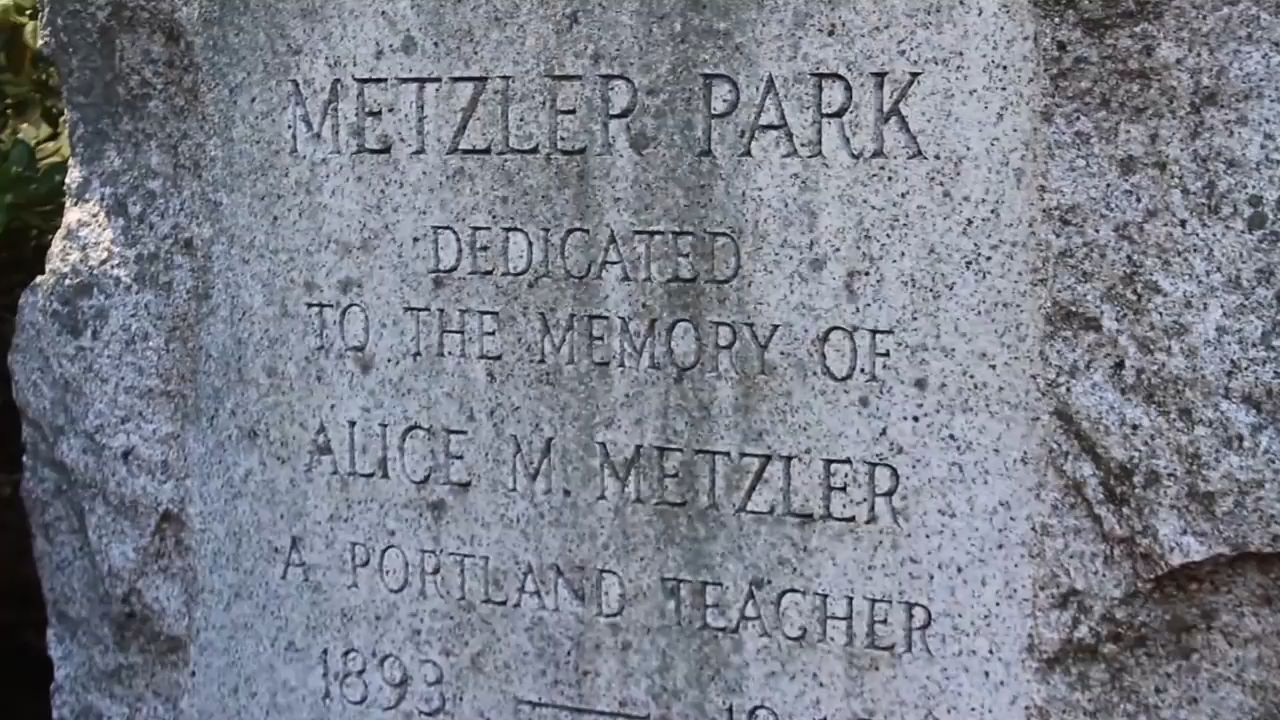 METZLER PARK
DEDICATED
TO THE MEMORY OF
ALICE M. METZLER
A PORTLAND TEACHER
1893 —